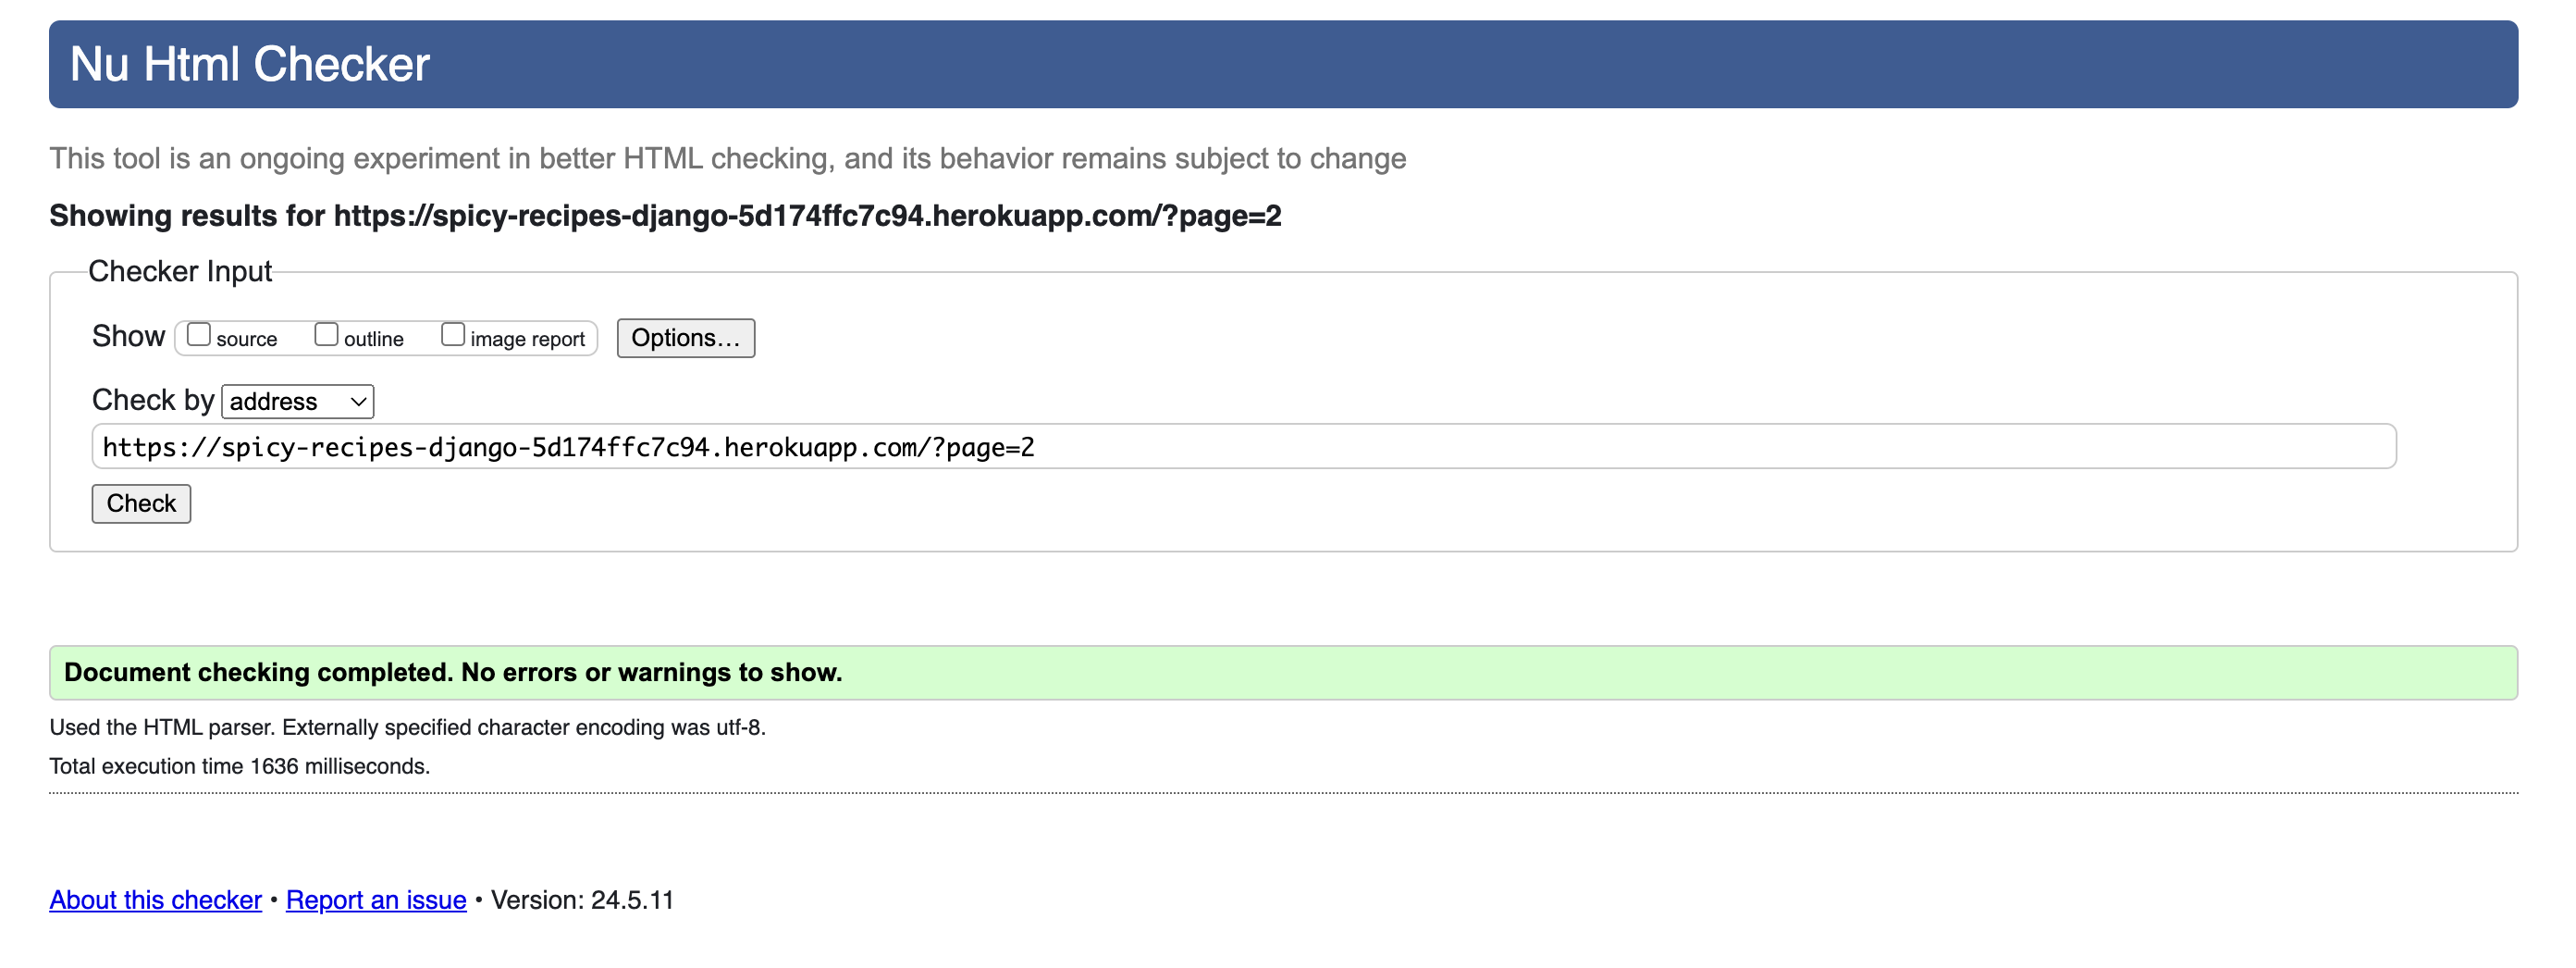 Nu Html Checker
This tool is an ongoing experiment in better HTML checking, and its behavior remains subject to change
Showing results for https://spicy-recipes-django-5d174ffc7c94.herokuapp.com/?page=2
Checker Input
Show source outline image report Options...
Check by address
https://spicy-recipes-django-5d174ffc7c94.herokuapp.com/?page=2
Check
Document checking completed. No errors or warnings to show.
Used the HTML parser. Externally specified character encoding was utf-8.
Total execution time 1636 milliseconds.
About this checker • Report an issue • Version: 24.5.11